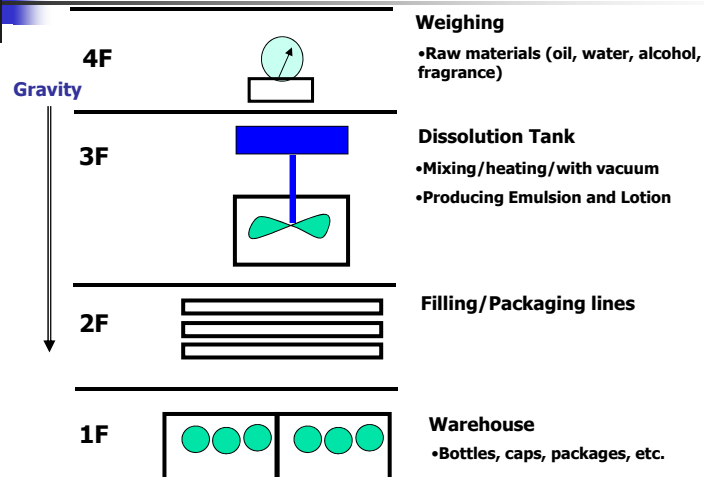 4F
Weighing
•Raw materials (oil, water, alcohol,
fragrance)
Gravity
3F
Dissolution Tank
•Mixing/heating/with vacuum
•Producing Emulsion and Lotion
2F
Filling/Packaging lines
1F
Warehouse
•Bottles, caps, packages, etc.